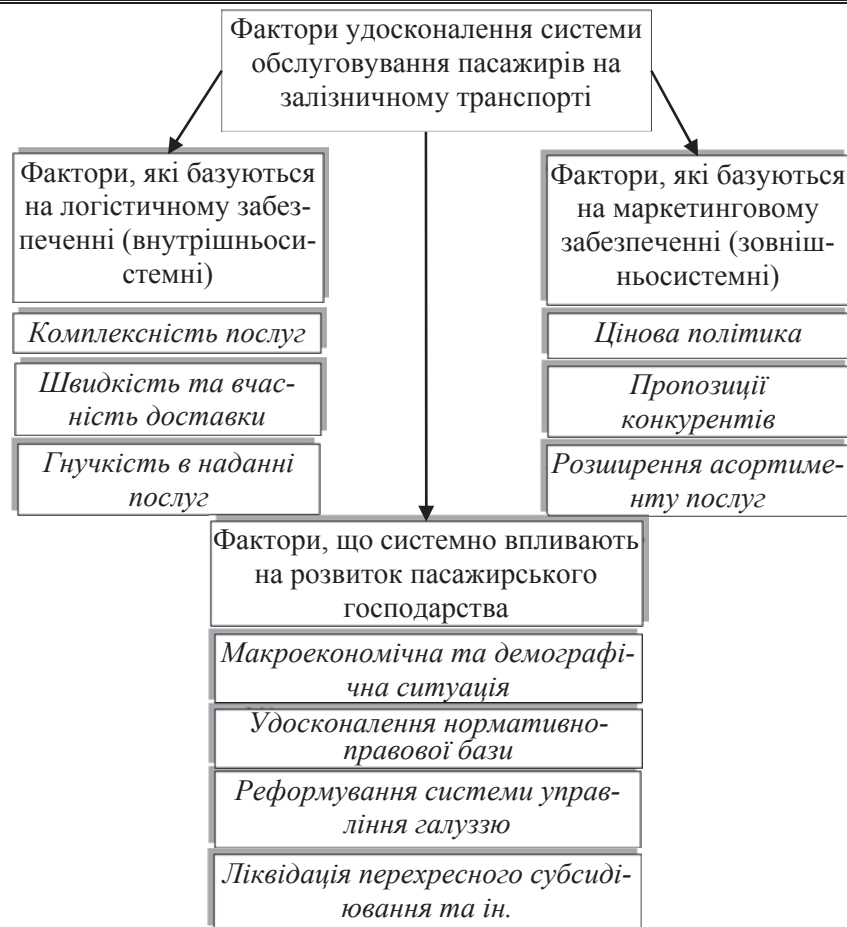 Фактори удосконалення системи
обслуговування пасажирів на
залізничному транспорті
Фактори, які базуються
на логістичному забез-
печенні (внутрішньоси-
стемні)
Комплексність послуг
Швидкість та вчас-
ність доставки
Гнучкість в наданні
послуг
Фактори, які базуються
на маркетинговому
забезпеченні (зовніш-
ньосистемні)
Цінова політика
Пропозиції
конкурентів
Розширення асортиме-
нту послуг
Фактори, що системно впливають
на розвиток пасажирського
господарства
Макроекономічна та демографі-
чна ситуація
Удосконалення нормативно-
правової бази
Реформування системи управ-
ління галуззю
Ліквідація перехресного субсиді-
ювання та ін.